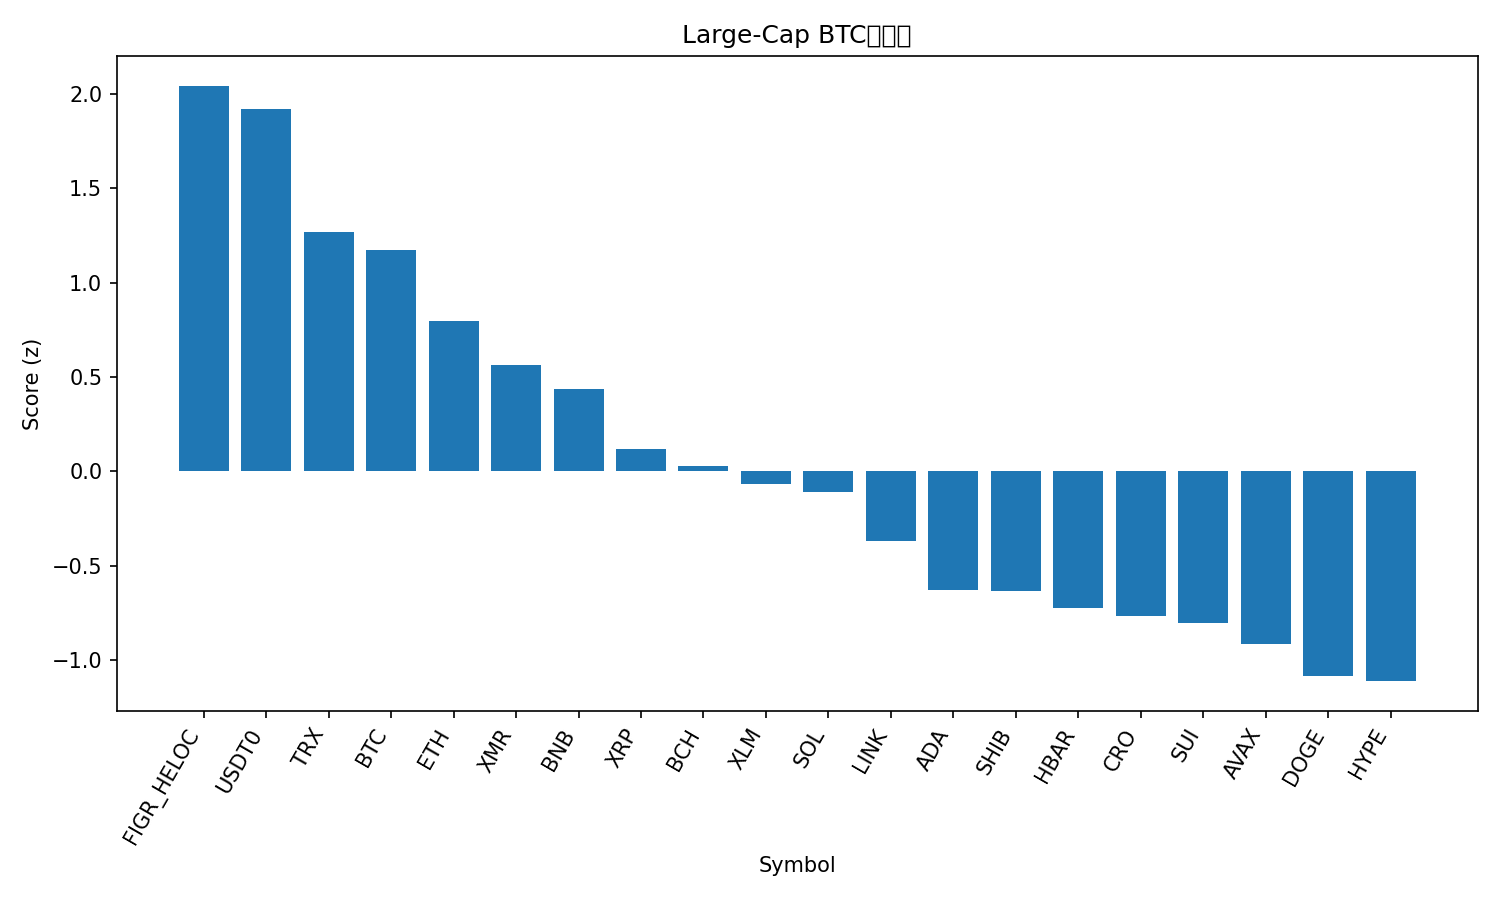 Large-Cap BTC
2.0
1.5
1.0
0.5
0.0
−0.5
−1.0
Score (z)
FIGR_HELOC
USDT0
TRX
BTC
ETH
XMR
BNB
XRP
BCH
XLM
SOL
LINK
ADA
SHIB
HBAR
CRO
SUI
AVAX
DOGE
HYPE
Symbol